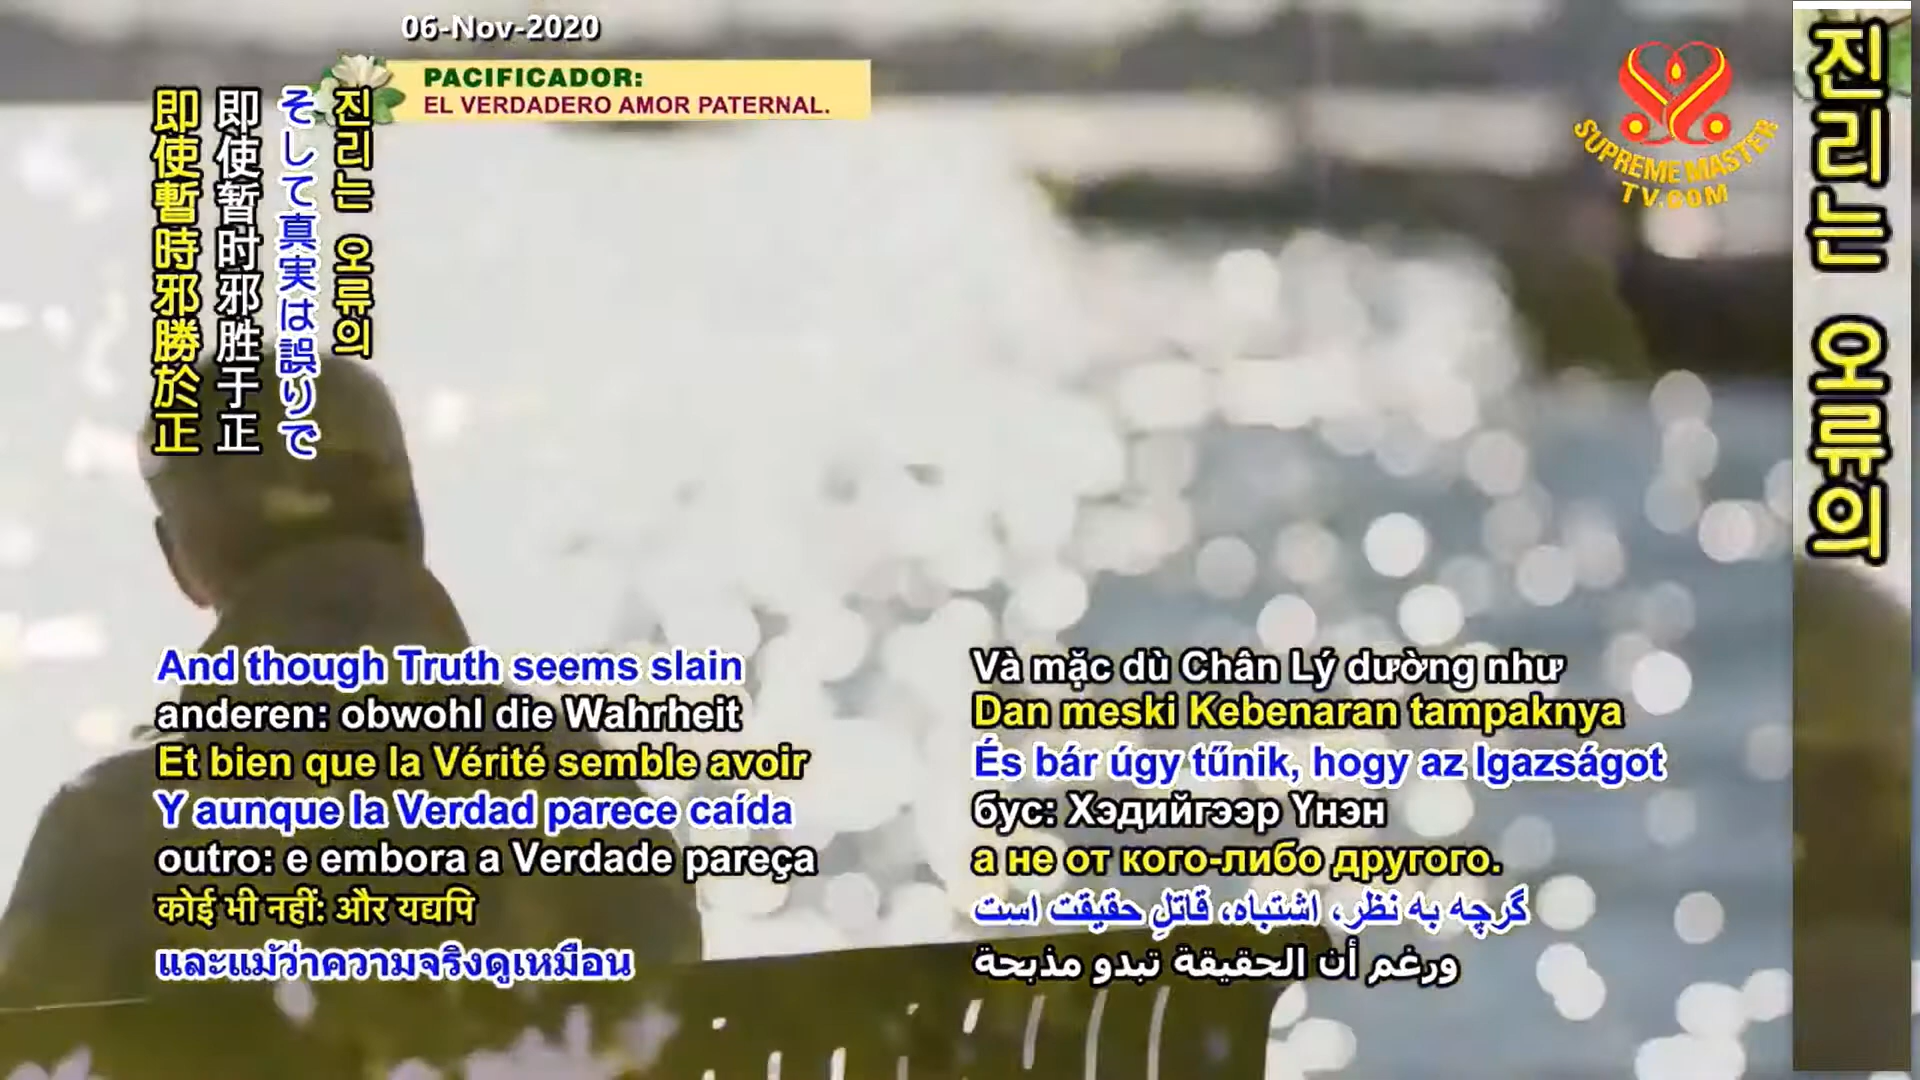 06-Nov-2020
PACIFICADOR:
EL VERDADERO AMOR PATERNAL.
SUPREME MASTER
TV.COM
진리는 오류의
そして真実は誤りで
即使暂时邪胜于正
即使暫時邪勝於正
And though Truth seems slain
anderen: obwohl die Wahrheit
Et bien que la Vérité semble avoir
Y aunque la Verdad parece caída
outro: e embora a Verdade pareça
कोई भी नहीं: और यद्यपि
และแม้ว่าความจริงดูเหมือน
Và mặc dù Chân Lý dường như
Dan meski Kebenaran tampaknya
És bár úgy tűnik, hogy az Igazságot
бус: Хэдийгээр Үнэн
а не от кого-либо другого.
گرچه به نظر، اشتباه، قاتلِ حقیقت است
ورغم أن الحقيقة تبدو مذبحة
진리는 오류의